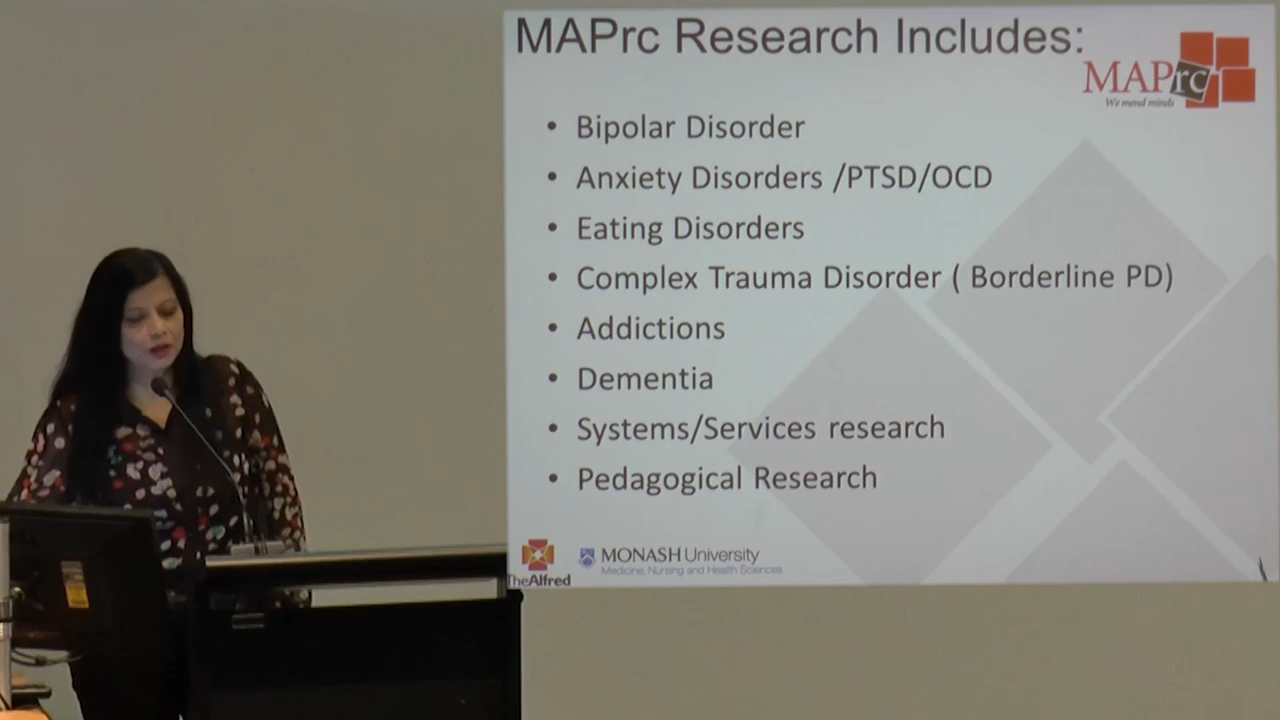 MAPrc Research Includes:
MAPrc
We mend minds
• Bipolar Disorder
• Anxiety Disorders /PTSD/OCD
• Eating Disorders
• Complex Trauma Disorder ( Borderline PD)
• Addictions
• Dementia
• Systems/Services research
• Pedagogical Research
TheAlfred
MONASH University
Medicine, Nursing and Health Sciences